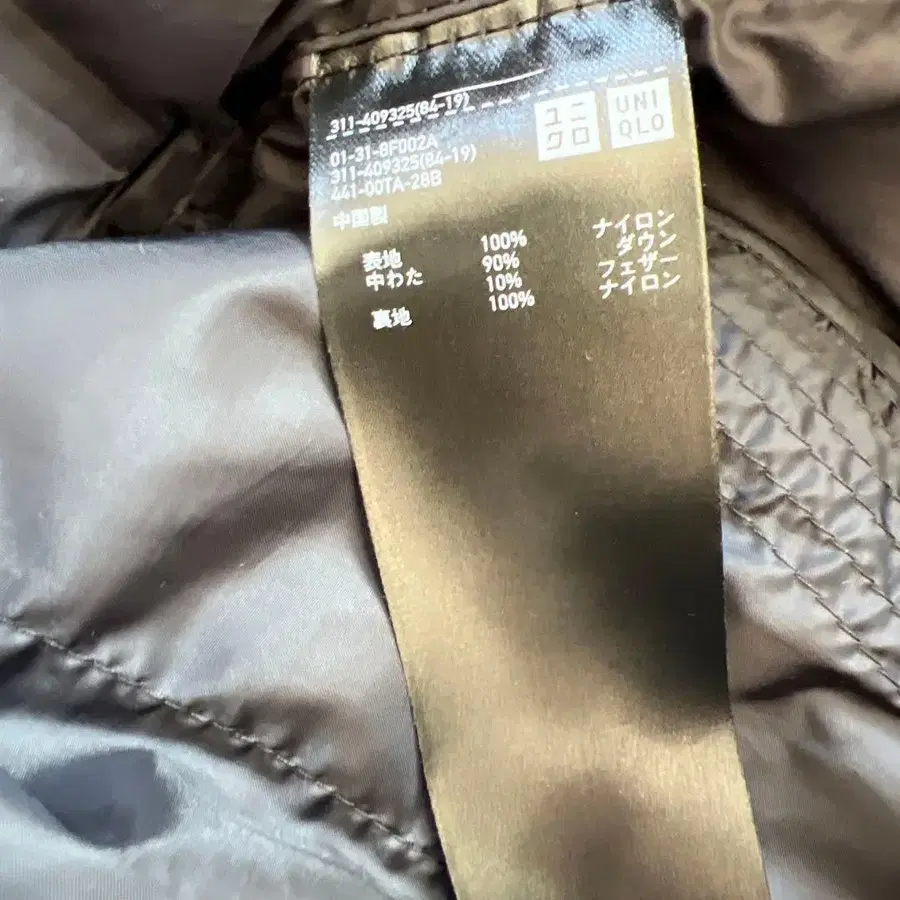 311-409325(84-19)
ユニ
クロ
UNI
QLO
01-31-8F002A
311-409325(84-19)
441-00TA-28B
中国製
表地 100% ナイロン
中わた 90% ダウン
10% フェザー
裏地 100% ナイロン